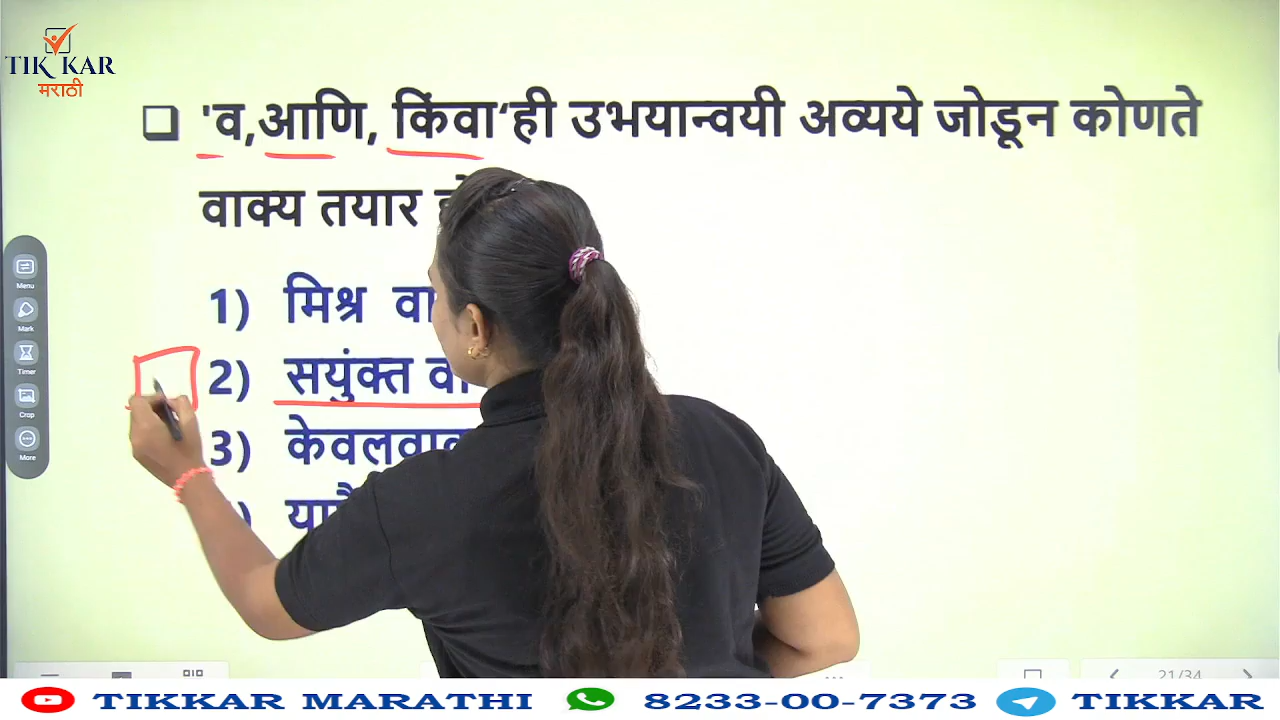 TIK KAR
मराठी
❑ 'व,आणि, किंवा‘ही उभयान्वयी अव्यये जोडून कोणते
वाक्य तयार
1) मिश्र
2) सयुंक्त
3)
Menu
Mark
Timer
Crop
More
21/34
TIKKAR MARATHI 8233-00-7373 TIKKAR